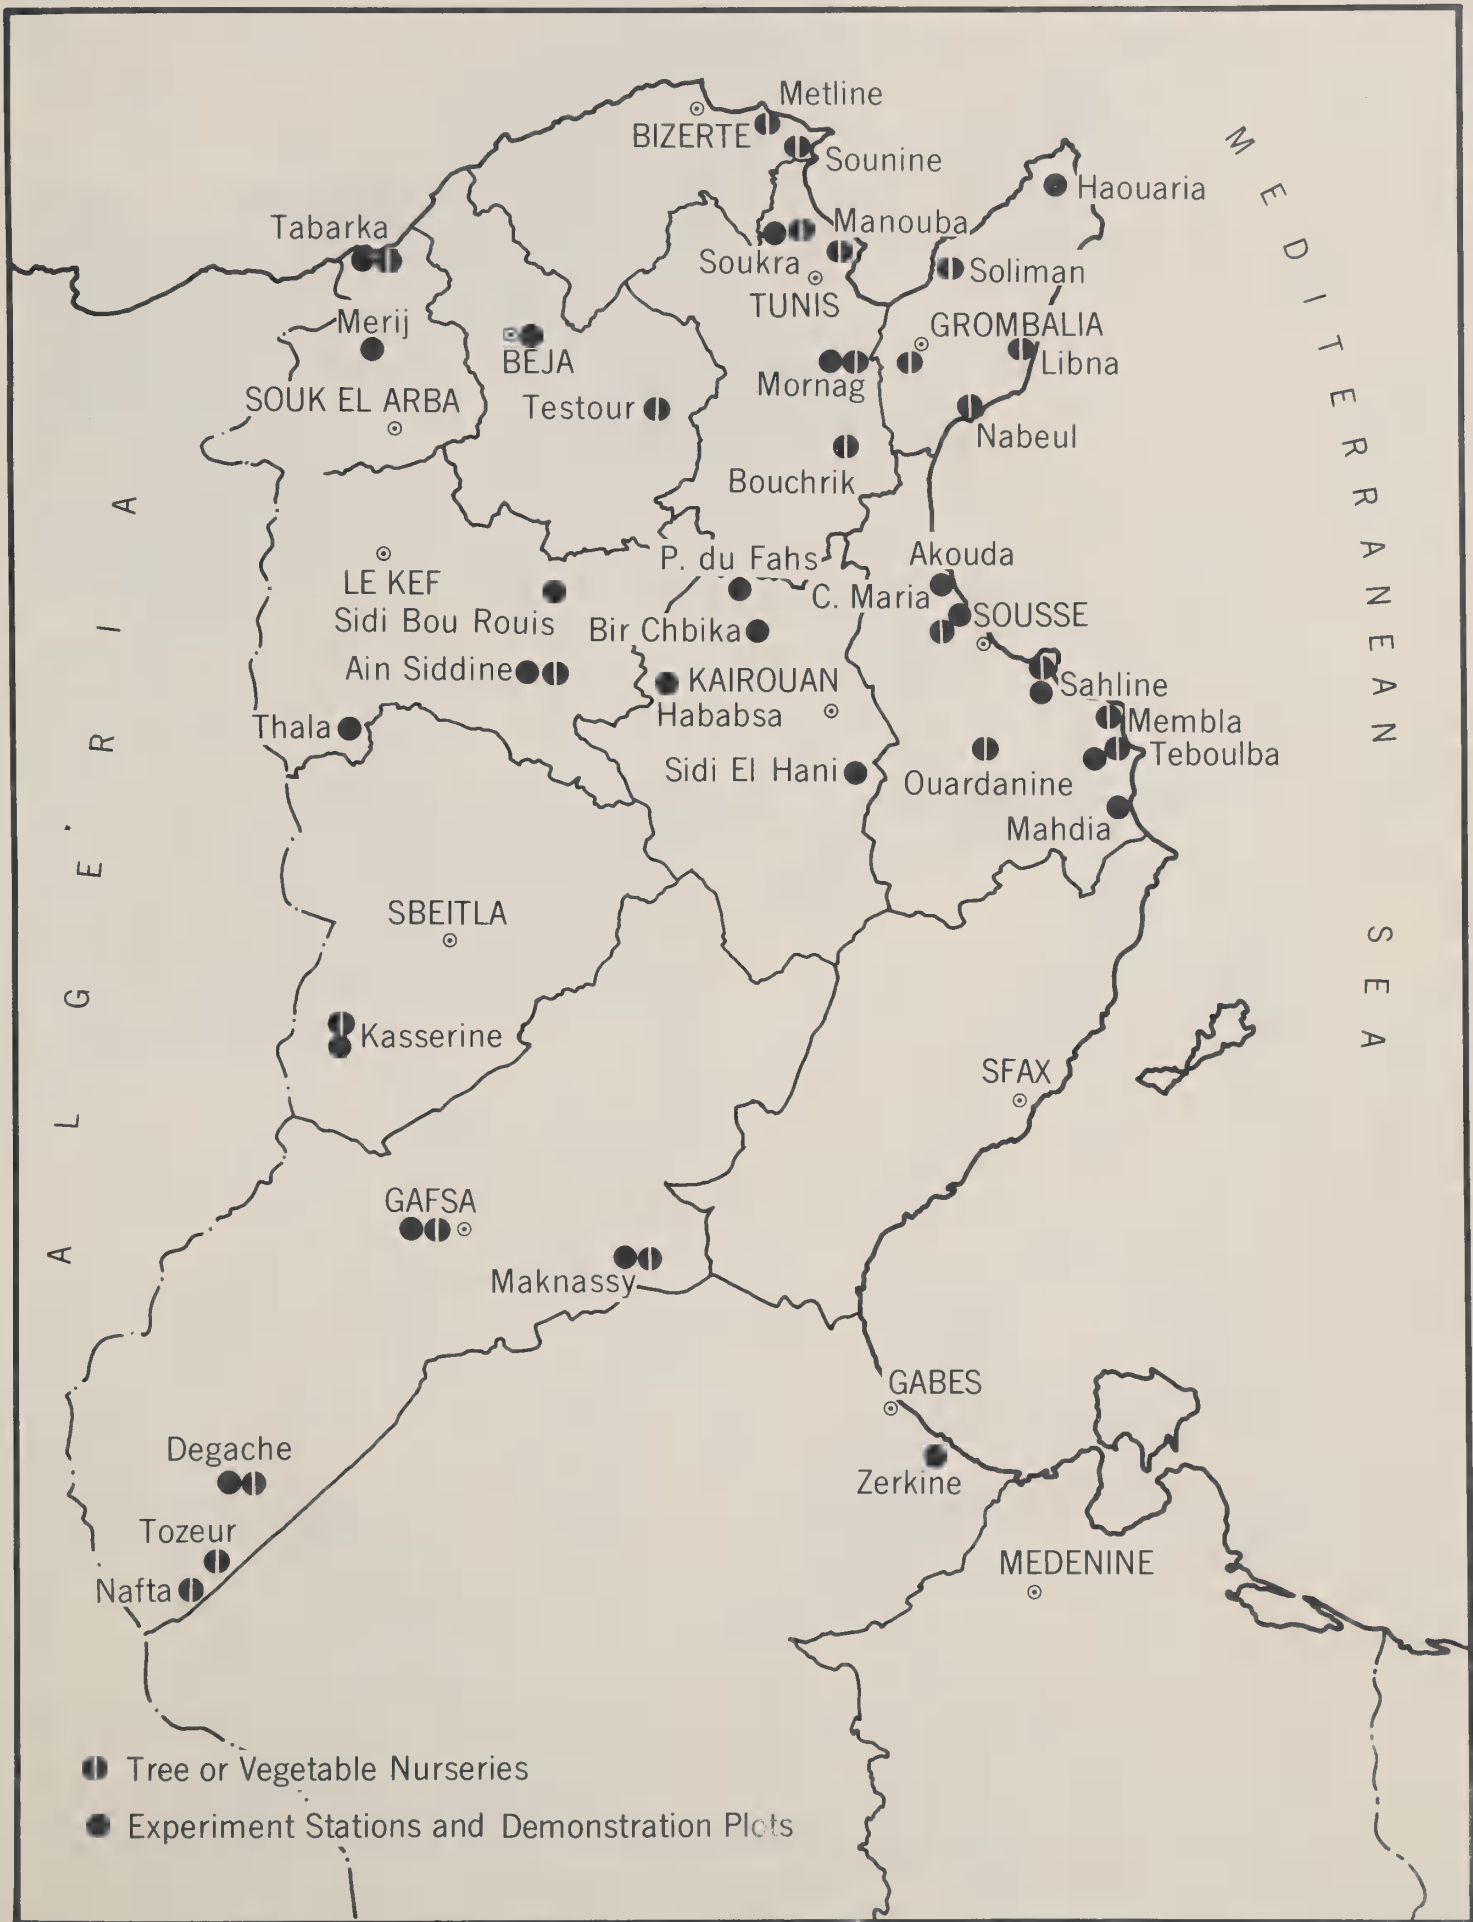 Metline
BIZERTE
Sounine
Haouaria
Tabarka
Manouba
Soukra
TUNIS
Soliman
Merij
BEJA
GROMBALIA
Libna
Mornag
SOUK EL ARBA
Testour
Nabeul
Bouchrik
P. du Fahs
Akouda
LE KEF
C. Maria
SOUSSE
Sidi Bou Rouis
Bir Chbika
Ain Siddine
KAIROUAN
Sahline
Hababsa
Thala
Membla
Teboulba
Sidi El Hani
Ouardanine
Mahdia
SBEITLA
Kasserine
SFAX
GAFSA
Maknassy
GABES
Degache
Zerkine
Tozeur
Nafta
MEDENINE
ALGE'RIA
MEDITERRANEAN SEA
Tree or Vegetable Nurseries
Experiment Stations and Demonstration Plots